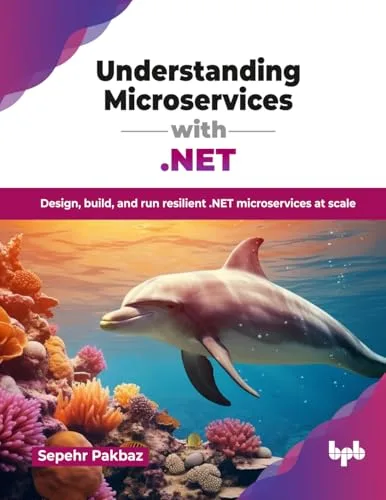 Understanding
Microservices
with
.NET
Design, build, and run resilient .NET microservices at scale
Sepehr Pakbaz
bpb